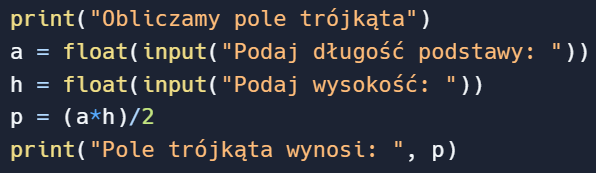 print("Obliczamy pole trójkąta")
a = float(input("Podaj długość podstawy: "))
h = float(input("Podaj wysokość: "))
p = (a*h)/2
print("Pole trójkąta wynosi: ", p)